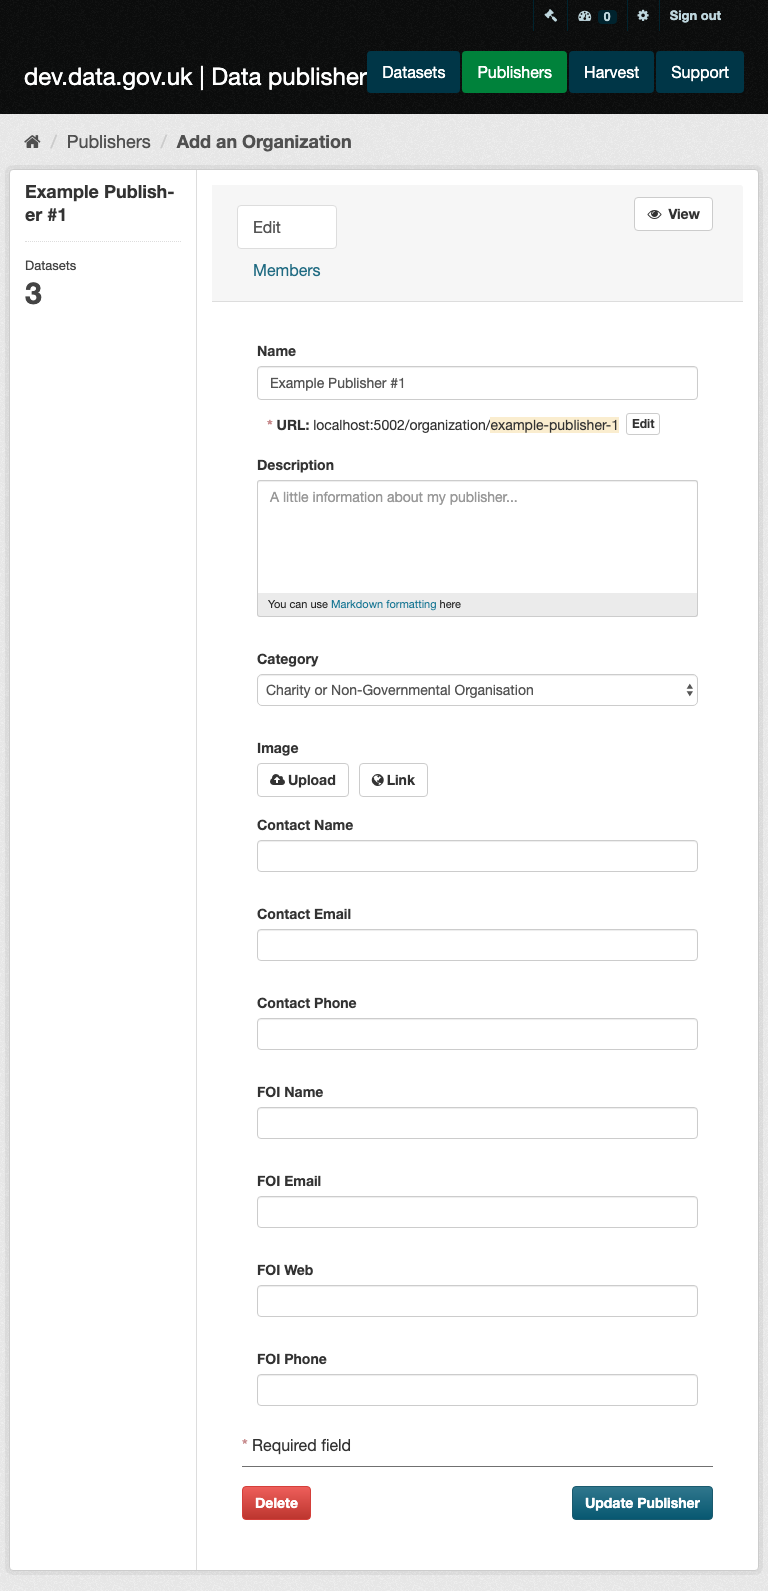 0 Sign out
dev.data.gov.uk | Data publisher Datasets Publishers Harvest Support
/ Publishers / Add an Organization
Example Publish-
er #1
Datasets
3
Edit
View
Members
Name
Example Publisher #1
* URL: localhost:5002/organization/example-publisher-1 Edit
Description
A little information about my publisher...
You can use Markdown formatting here
Category
Charity or Non-Governmental Organisation
Image
Upload Link
Contact Name
Contact Email
Contact Phone
FOI Name
FOI Email
FOI Web
FOI Phone
* Required field
Delete Update Publisher